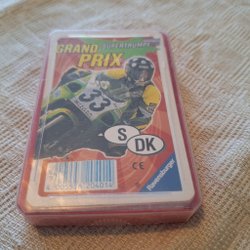 SUPERTRUMPF
GRAND
PRIX
33
S
DK
CE
Ravensburger